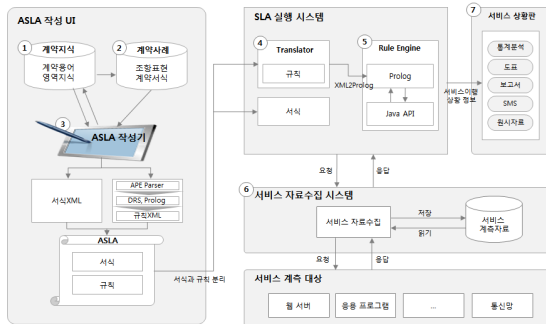 ASLA 작성 UI
① 계약지식
계약용어
영역지식
② 계약사례
조항표현
계약서식
③
ASLA 작성기
서식XML
APE Parser
DRS, Prolog
규칙XML
ASLA
서식
규칙
서식과 규칙 분리
SLA 실행 시스템
④
Translator
규칙
서식
XML2Prolog
⑤
Rule Engine
Prolog
Java API
서비스이행
상황 정보
⑦
서비스 상황판
통계분석
도표
보고서
SMS
원시자료
요청
응답
⑥
서비스 자료수집 시스템
서비스 자료수집
저장
읽기
서비스
계측자료
요청
응답
서비스 계측 대상
웹 서버
응용 프로그램
...
통신망